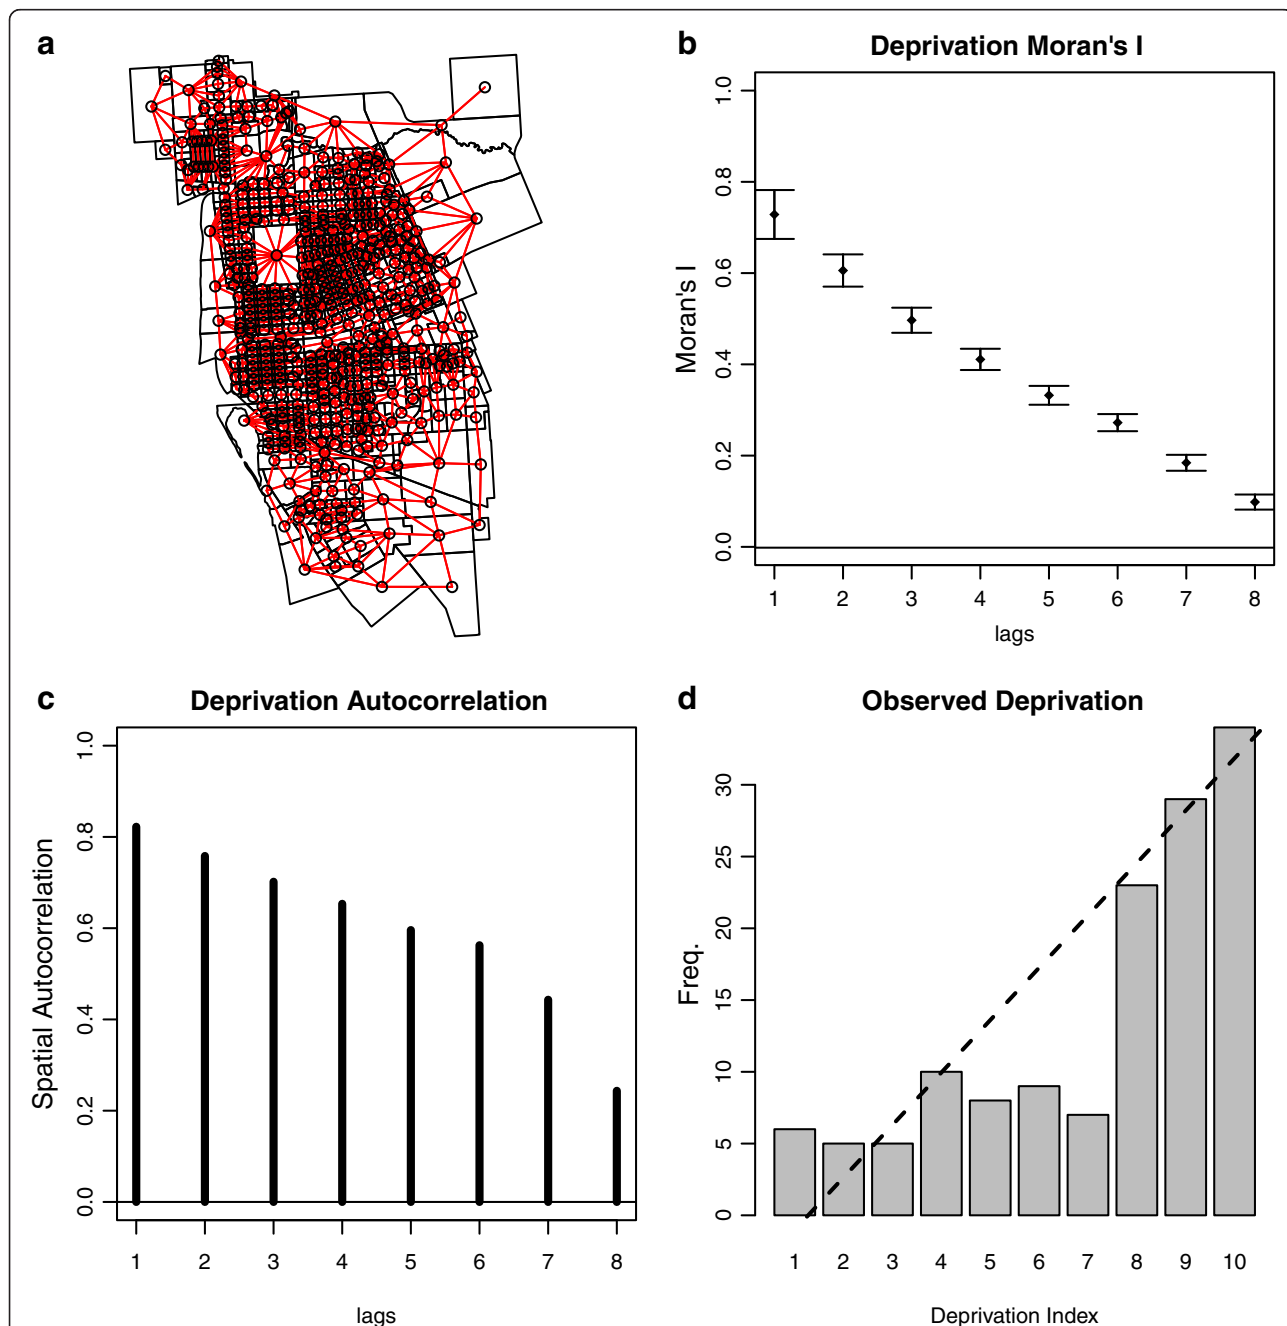 a
b Deprivation Moran's I
1.0
0.8
0.6
0.4
0.2
0.0
Moran's I
1 2 3 4 5 6 7 8
lags
c Deprivation Autocorrelation
1.0
0.8
0.6
0.4
0.2
0.0
Spatial Autocorrelation
1 2 3 4 5 6 7 8
lags
d Observed Deprivation
30
25
20
15
10
5
0
Freq.
1 2 3 4 5 6 7 8 9 10
Deprivation Index